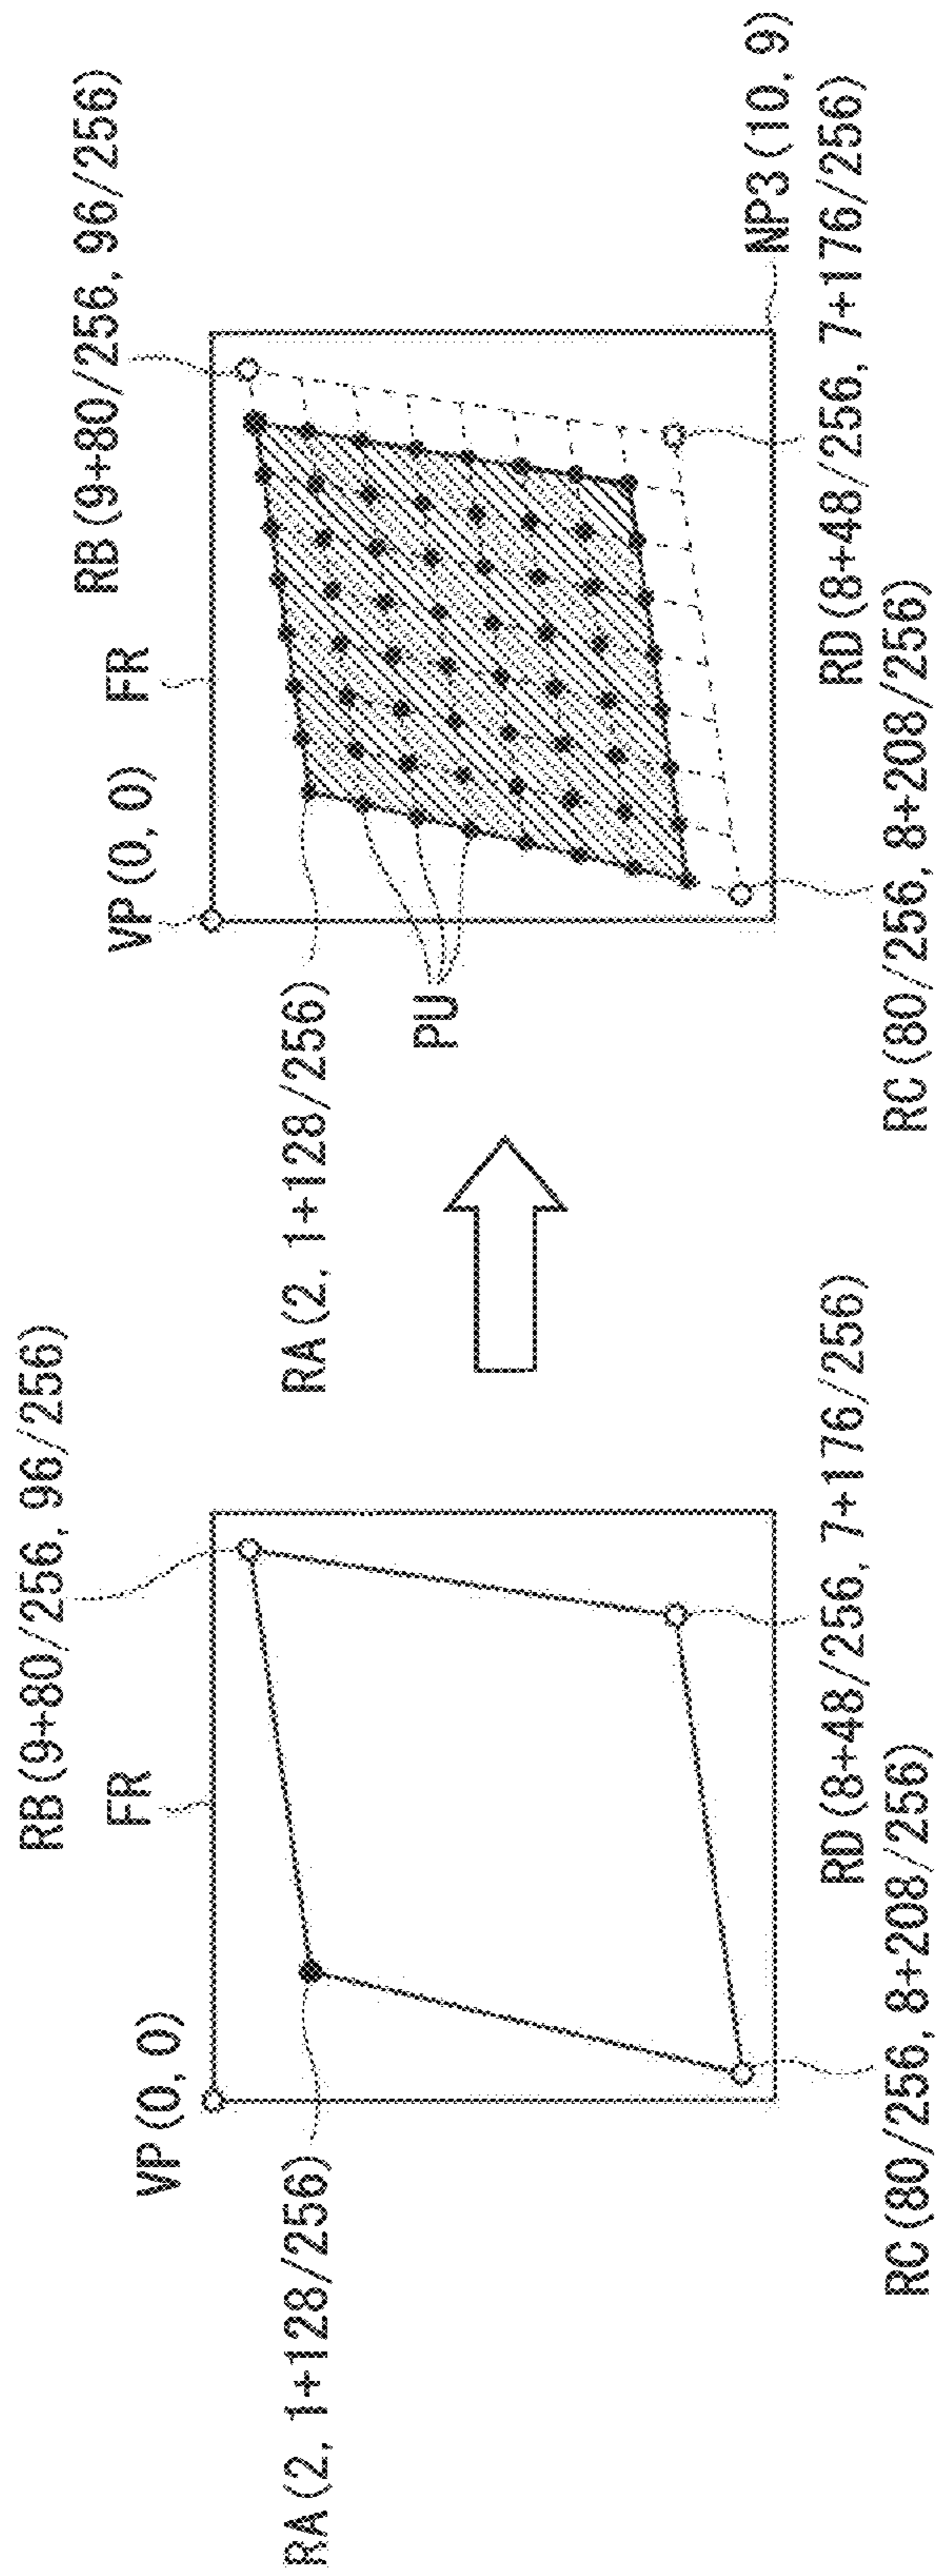 RB(9+80/256, 96/256)
FR
VP(0, 0)
RA(2, 1+128/256)
RD(8+48/256, 7+176/256)
RC(80/256, 8+208/256)
RB(9+80/256, 96/256)
FR
VP(0, 0)
RA(2, 1+128/256)
PU
NP3(10, 9)
RD(8+48/256, 7+176/256)
RC(80/256, 8+208/256)